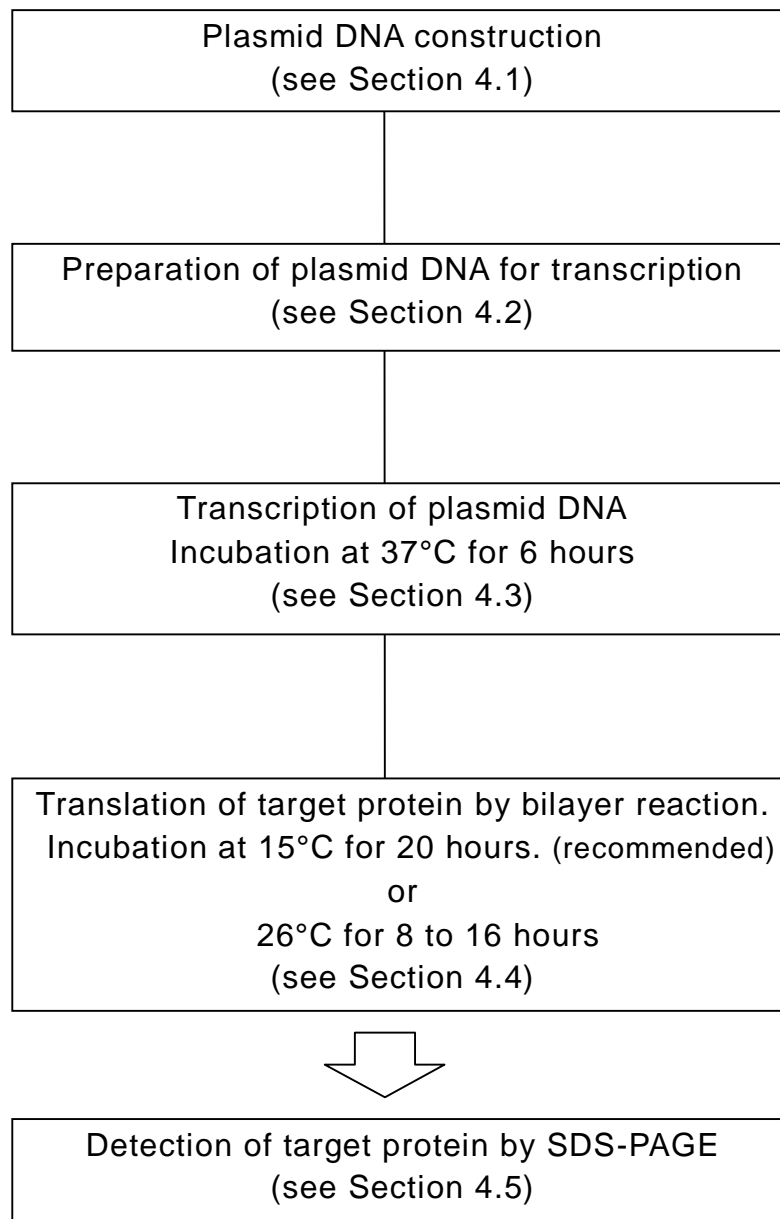 Plasmid DNA construction
(see Section 4.1)
Preparation of plasmid DNA for transcription
(see Section 4.2)
Transcription of plasmid DNA
Incubation at 37°C for 6 hours
(see Section 4.3)
Translation of target protein by bilayer reaction.
Incubation at 15°C for 20 hours. (recommended)
or
26°C for 8 to 16 hours
(see Section 4.4)
Detection of target protein by SDS-PAGE
(see Section 4.5)